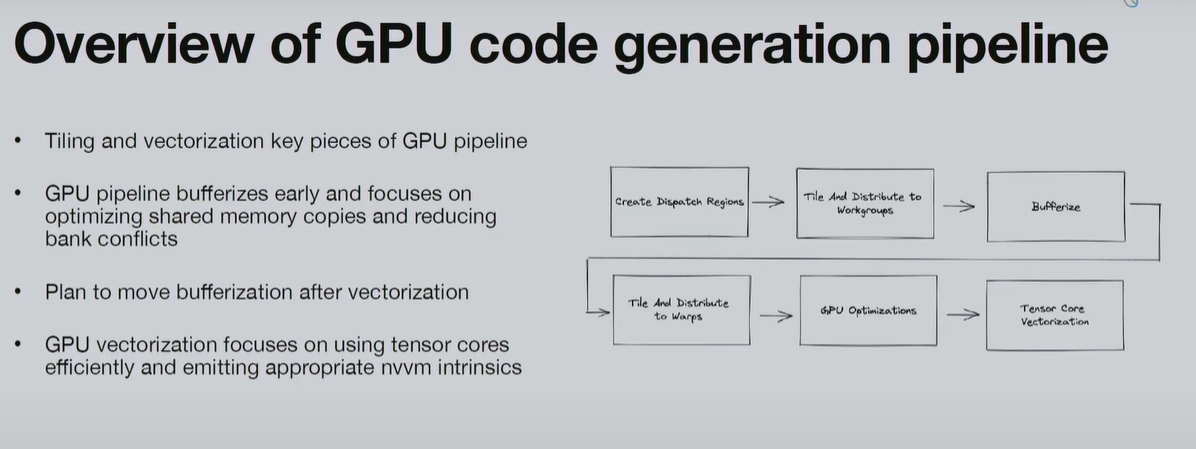 Overview of GPU code generation pipeline
• Tiling and vectorization key pieces of GPU pipeline
• GPU pipeline bufferizes early and focuses on
optimizing shared memory copies and reducing
bank conflicts
• Plan to move bufferization after vectorization
• GPU vectorization focuses on using tensor cores
efficiently and emitting appropriate nvvm intrinsics
Create Dispatch Regions
Tile And Distribute to
Workgroups
Bufferize
Tile And Distribute
to Warps
GPU Optimizations
Tensor Core
Vectorization